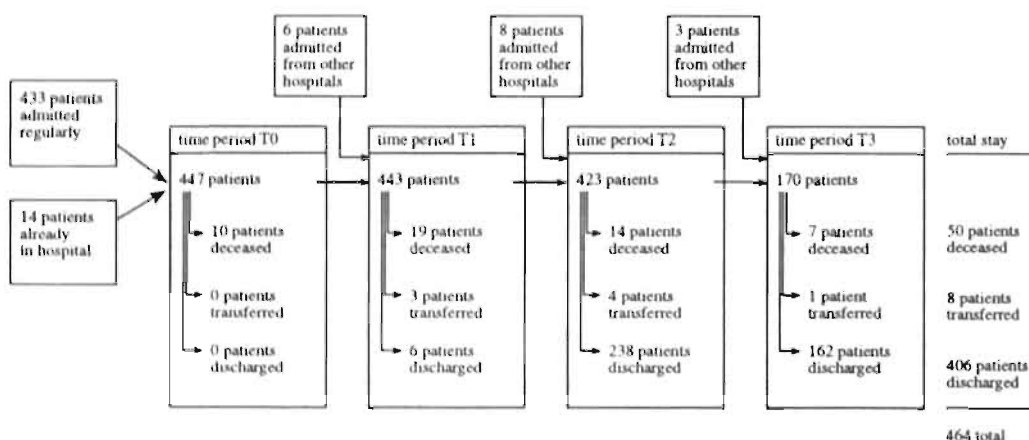 6 patients
admitted
from other
hospitals
8 patients
admitted
from other
hospitals
3 patients
admitted
from other
hospitals
433 patients
admitted
regularly
14 patients
already
in hospital
time period T0
447 patients
10 patients
deceased
0 patients
transferred
0 patients
discharged
time period T1
443 patients
19 patients
deceased
3 patients
transferred
6 patients
discharged
time period T2
423 patients
14 patients
deceased
4 patients
transferred
238 patients
discharged
time period T3
170 patients
7 patients
deceased
1 patient
transferred
162 patients
discharged
total stay
50 patients
deceased
8 patients
transferred
406 patients
discharged
464 total